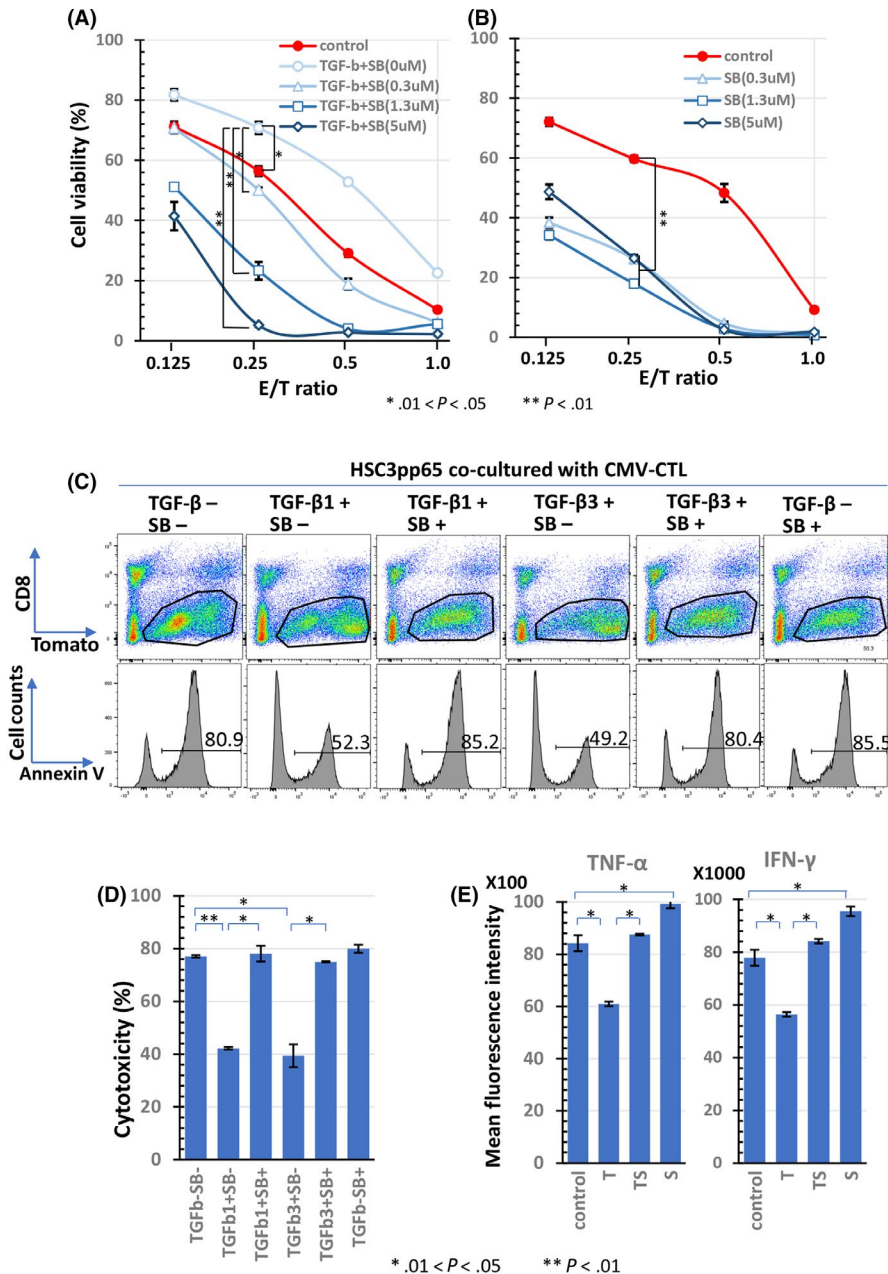 (A)
Cell viability (%)
100
80
60
40
20
0
control
TGF-b+SB(0uM)
TGF-b+SB(0.3uM)
TGF-b+SB(1.3uM)
TGF-b+SB(5uM)
*
*
**
**
0.125 0.25 0.5 1.0
E/T ratio
(B)
100
80
60
40
20
0
control
SB(0.3uM)
SB(1.3uM)
SB(5uM)
**
0.125 0.25 0.5 1.0
E/T ratio
* .01 < P < .05 ** P < .01
(C)
HSC3pp65 co-cultured with CMV-CTL
TGF-β – TGF-β1 + TGF-β1 + TGF-β3 + TGF-β3 + TGF-β –
SB – SB – SB + SB – SB + SB +
CD8
Tomato
50.3
Cell counts
Annexin V
600
400
200
0
80.9 52.3 85.2 49.2 80.4 85.5
(D)
Cytotoxicity (%)
100
80
60
40
20
0
*
** * *
TGFb-SB-
TGFb1+SB-
TGFb1+SB+
TGFb3+SB-
TGFb3+SB+
TGFb-SB+
(E)
TNF-α
X100
Mean fluorescence intensity
100
80
60
40
20
0
*
* *
control T TS S
IFN-γ
X1000
100
80
60
40
20
0
*
* *
control T TS S
* .01 < P < .05 ** P < .01